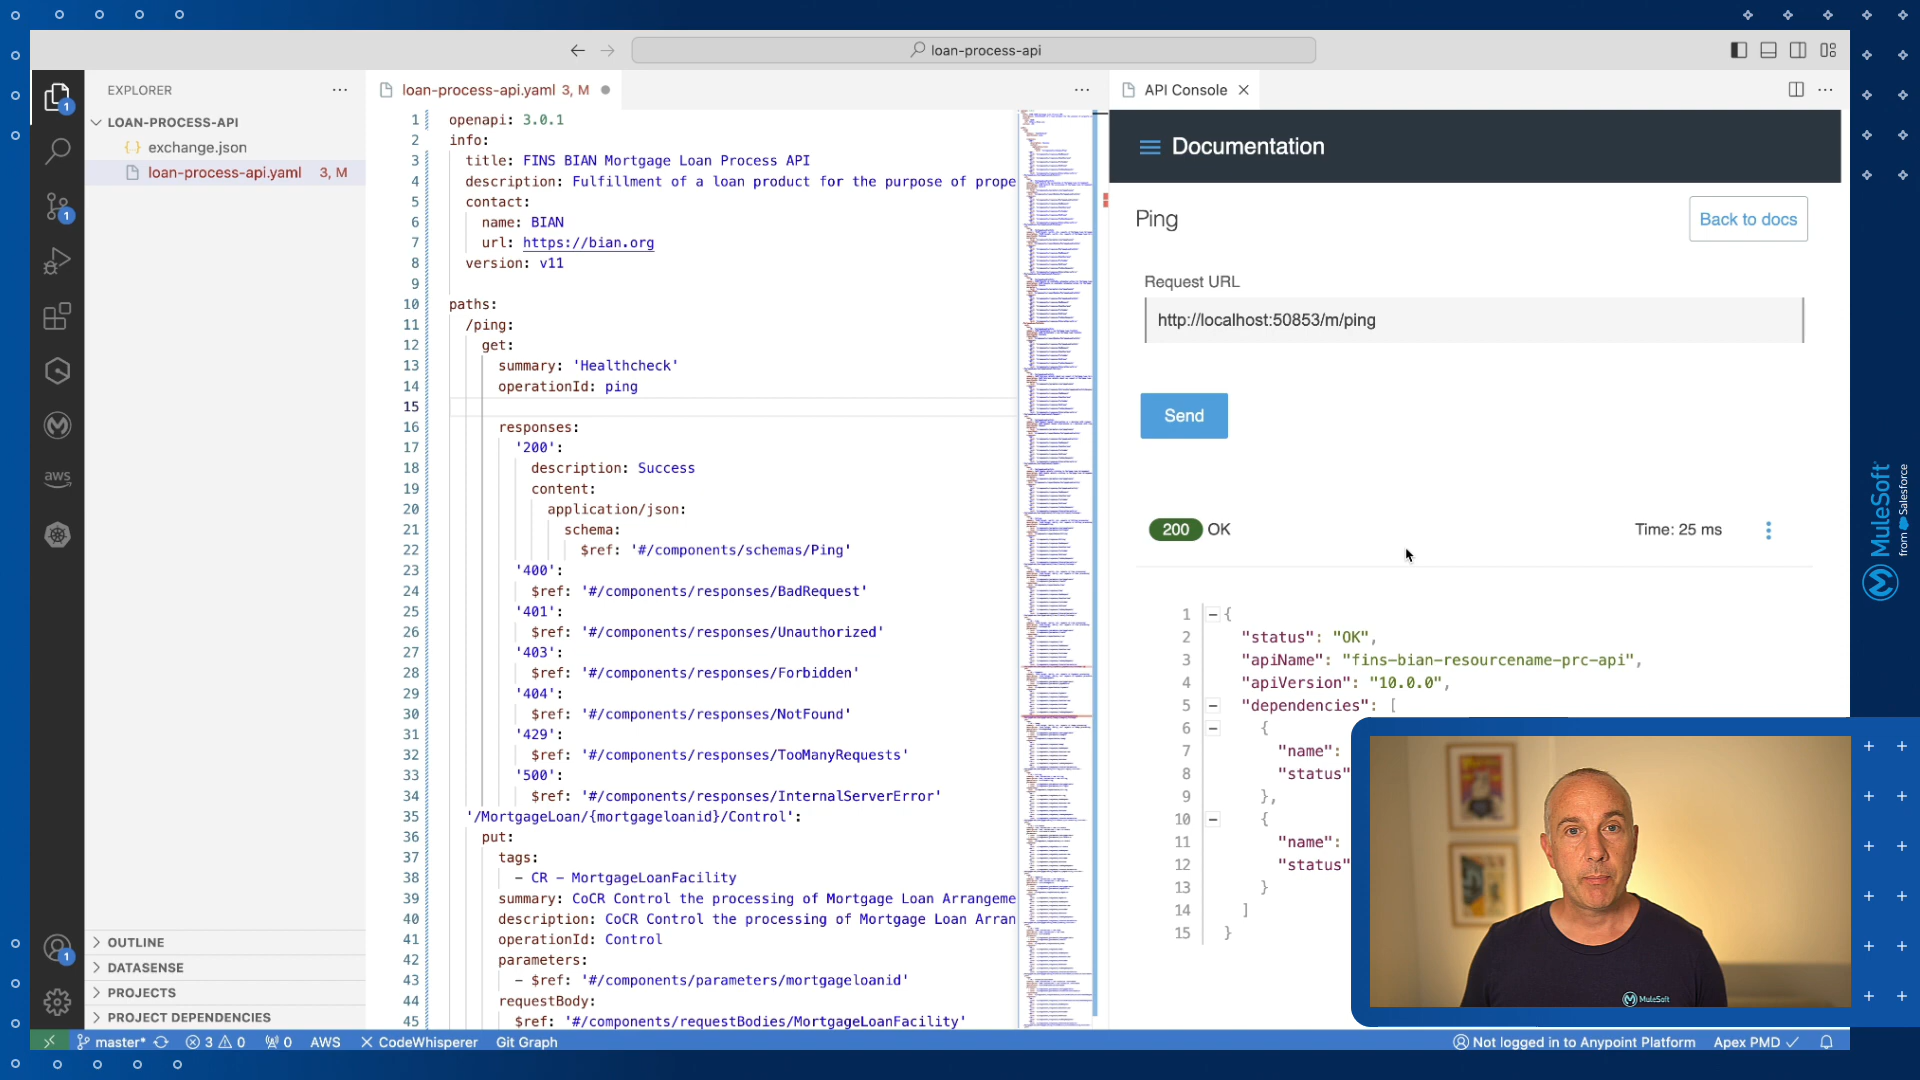 loan-process-api
EXPLORER
LOAN-PROCESS-API
{} exchange.json
loan-process-api.yaml 3, M
OUTLINE
DATASENSE
PROJECTS
PROJECT DEPENDENCIES
1
1
1
aws
loan-process-api.yaml 3, M
1 openapi: 3.0.1
2 info:
3 title: FINS BIAN Mortgage Loan Process API
4 description: Fulfillment of a loan product for the purpose of prope
5 contact:
6 name: BIAN
7 url: https://bian.org
8 version: v11
9
10 paths:
11 /ping:
12 get:
13 summary: 'Healthcheck'
14 operationId: ping
15
16 responses:
17 '200':
18 description: Success
19 content:
20 application/json:
21 schema:
22 $ref: '#/components/schemas/Ping'
23 '400':
24 $ref: '#/components/responses/BadRequest'
25 '401':
26 $ref: '#/components/responses/Unauthorized'
27 '403':
28 $ref: '#/components/responses/Forbidden'
29 '404':
30 $ref: '#/components/responses/NotFound'
31 '429':
32 $ref: '#/components/responses/TooManyRequests'
33 '500':
34 $ref: '#/components/responses/InternalServerError'
35 '/MortgageLoan/{mortgageloanid}/Control':
36 put:
37 tags:
38 - CR - MortgageLoanFacility
39 summary: CoCR Control the processing of Mortgage Loan Arrangeme
40 description: CoCR Control the processing of Mortgage Loan Arran
41 operationId: Control
42 parameters:
43 - $ref: '#/components/parameters/mortgageloanid'
44 requestBody:
45 $ref: '#/components/requestBodies/MortgageLoanFacility'
API Console
Documentation
Ping
Back to docs
Request URL
http://localhost:50853/m/ping
Send
200 OK
Time: 25 ms
1 {
2 "status": "OK",
3 "apiName": "fins-bian-resourcename-prc-api",
4 "apiVersion": "10.0.0",
5 "dependencies": [
6 {
7 "name":
8 "status"
9 },
10 {
11 "name":
12 "status"
13 }
14 ]
15 }
MuleSoft
MuleSoft
from Salesforce
master* 3 0 0 AWS CodeWhisperer Git Graph
Not logged in to Anypoint Platform Apex PMD